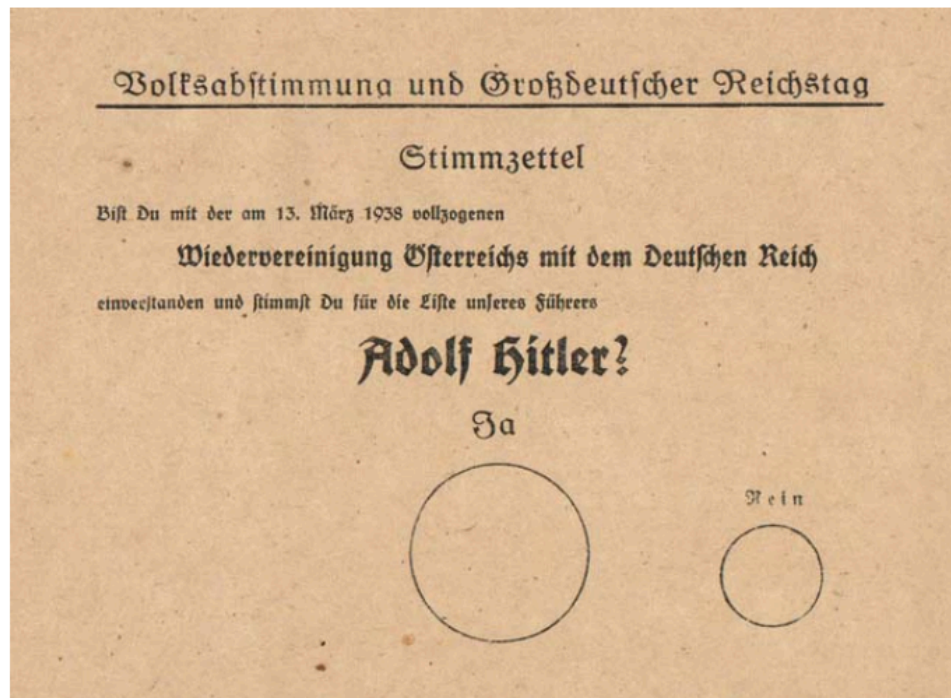 Volksabstimmung und Großdeutscher Reichstag
Stimmzettel
Bist Du mit der am 13. März 1938 vollzogenen
Wiedervereinigung Österreichs mit dem Deutschen Reich
einverstanden und stimmst Du für die Liste unseres Führers
Adolf Hitler?
Ja
Nein